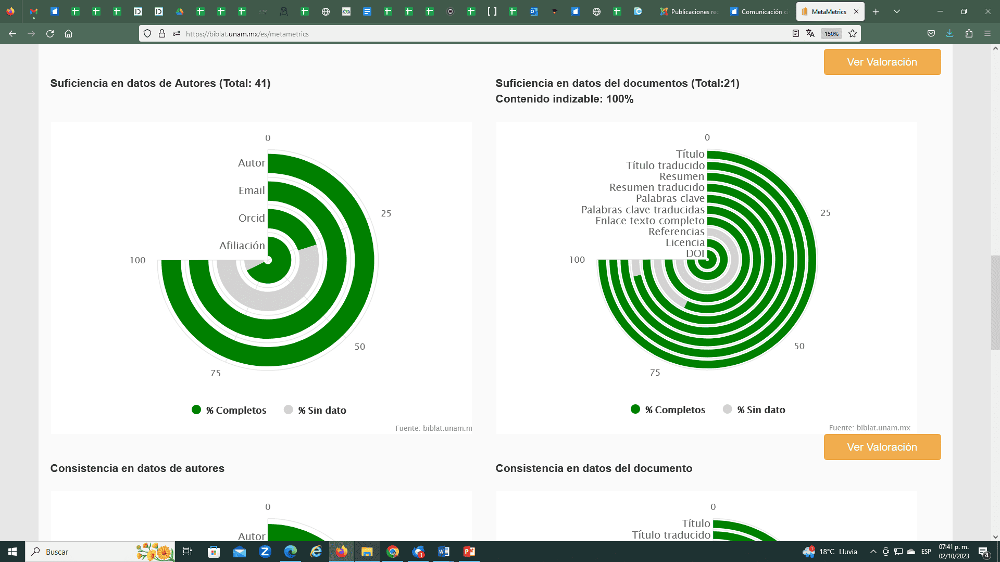 Publicaciones rec
Comunicación ci
MetaMetrics
https://biblat.unam.mx/es/metametrics
150%
Ver Valoración
Suficiencia en datos de Autores (Total: 41)
Suficiencia en datos del documentos (Total:21)
Contenido indizable: 100%
0
Autor
Email
Orcid
Afiliación
25
50
75
100
% Completos
% Sin dato
Fuente: biblat.unam.m
0
Título
Título traducido
Resumen
Resumen traducido
Palabras clave
Palabras clave traducidas
Enlace texto completo
Referencias
Licencia
DOI
25
50
75
100
% Completos
% Sin dato
Fuente: biblat.unam.mx
Ver Valoración
Consistencia en datos de autores
Consistencia en datos del documento
0
Autor
0
Título
Título traducido
Buscar
18°C Lluvia
ESP
07:41 p. m.
02/10/2023
4